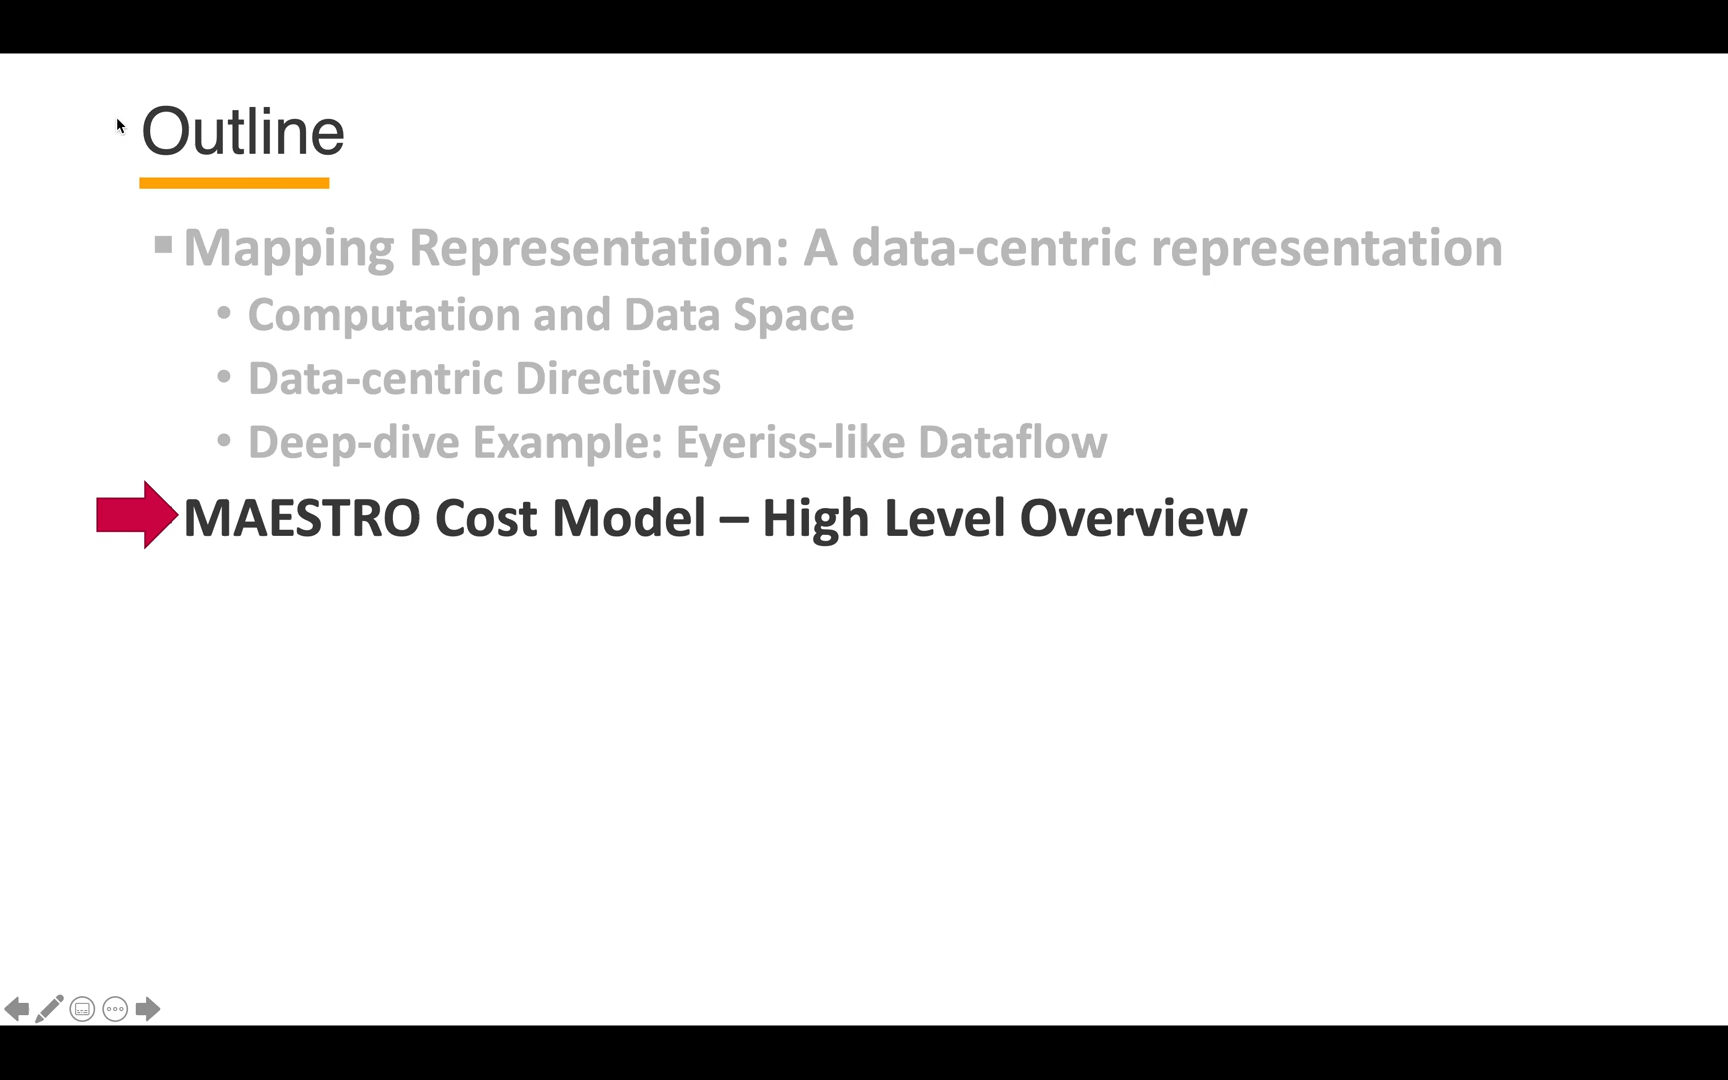 Outline
▪ Mapping Representation: A data-centric representation
• Computation and Data Space
• Data-centric Directives
• Deep-dive Example: Eyeriss-like Dataflow
MAESTRO Cost Model – High Level Overview